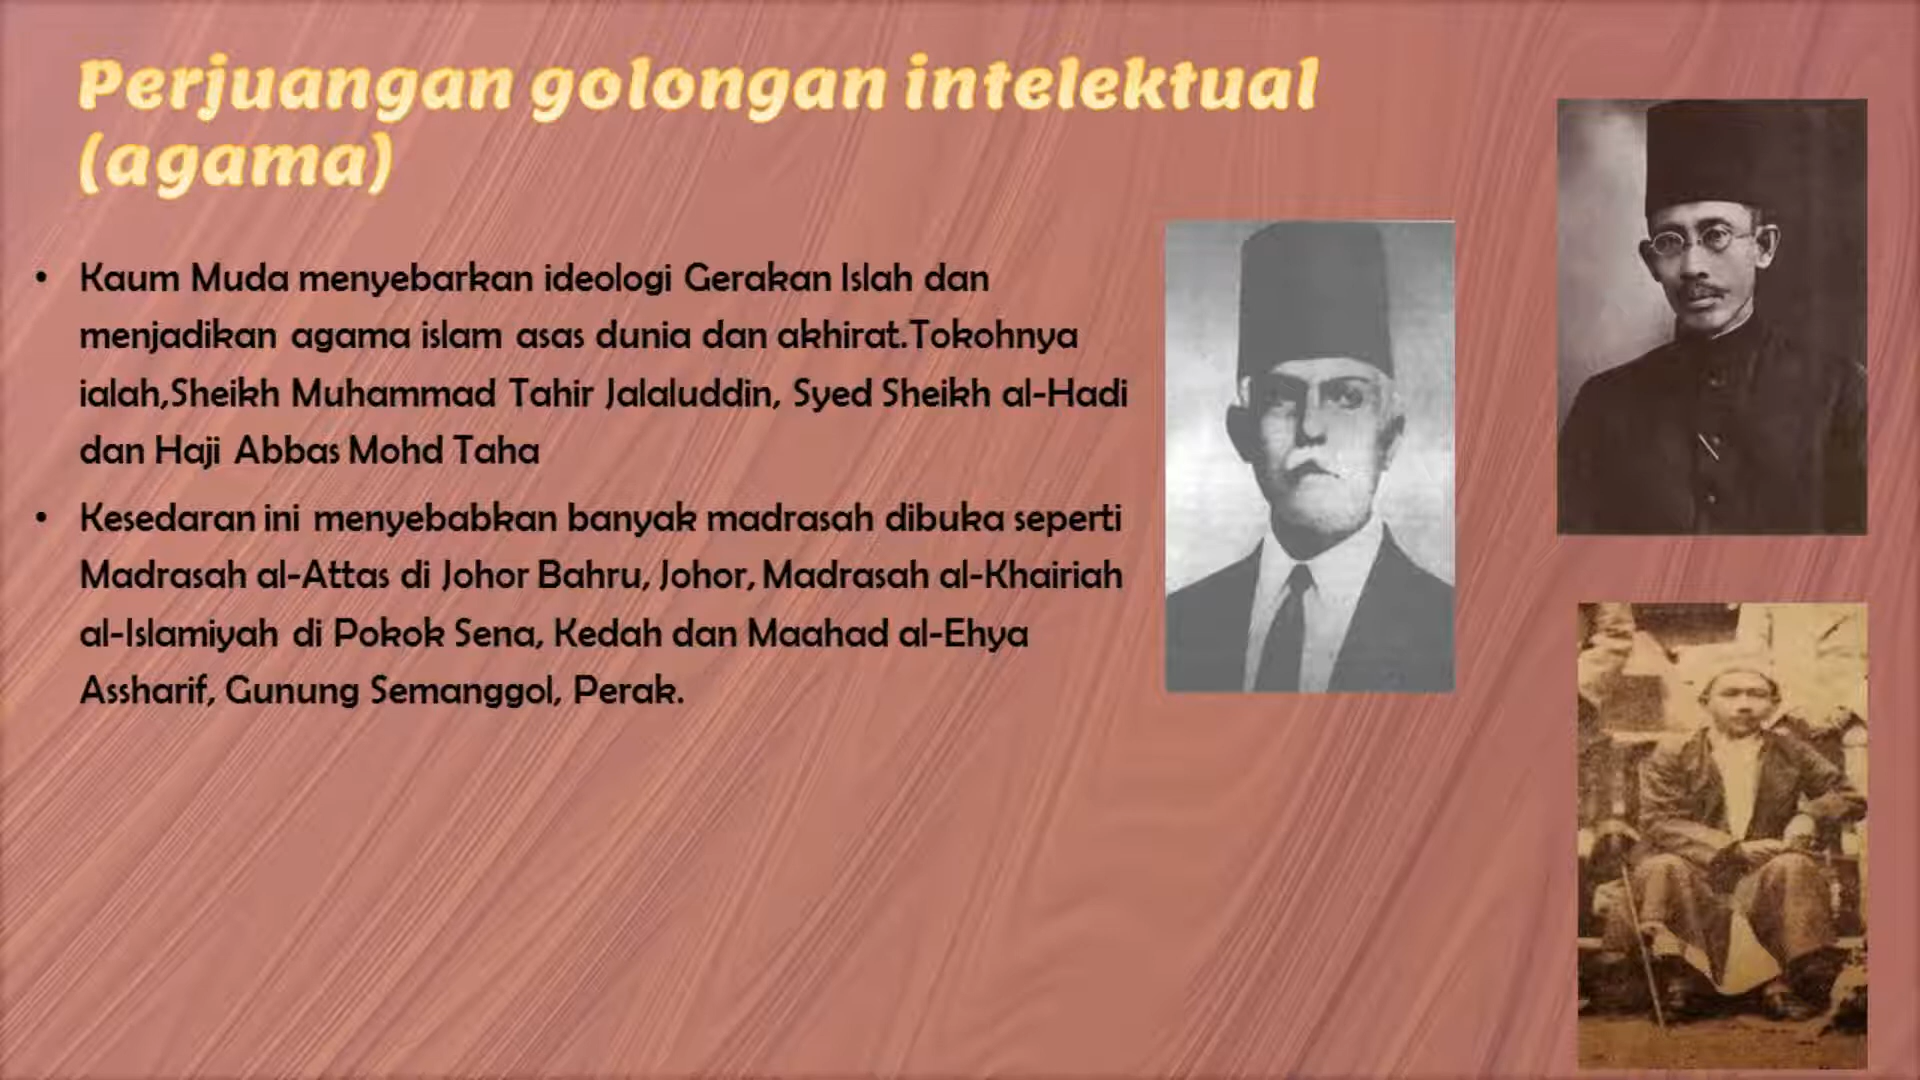 Perjuangan golongan intelektual
(agama)
• Kaum Muda menyebarkan ideologi Gerakan Islah dan
menjadikan agama islam asas dunia dan akhirat.Tokohnya
ialah,Sheikh Muhammad Tahir Jalaluddin, Syed Sheikh al-Hadi
dan Haji Abbas Mohd Taha
• Kesedaran ini menyebabkan banyak madrasah dibuka seperti
Madrasah al-Attas di Johor Bahru, Johor, Madrasah al-Khairiah
al-Islamiyah di Pokok Sena, Kedah dan Maahad al-Ehya
Assharif, Gunung Semanggol, Perak.